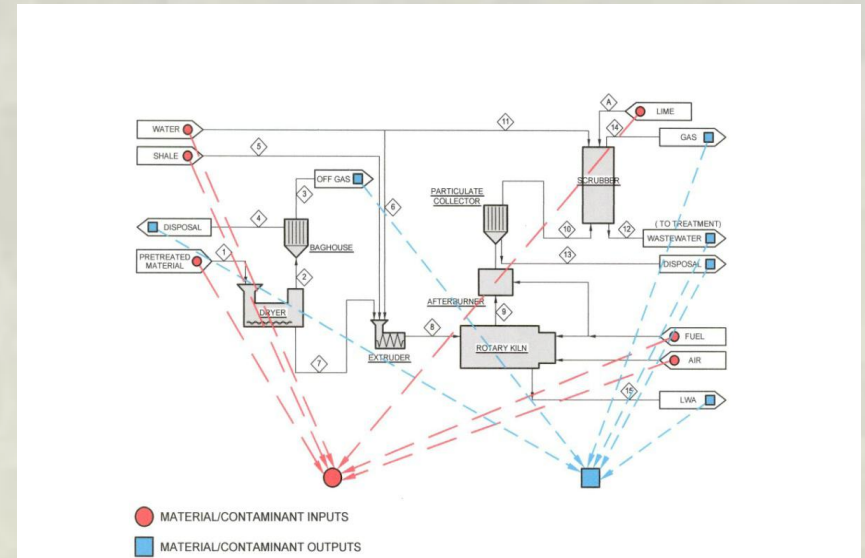 A
LIME
11
14
WATER
GAS
5
SHALE
SCRUBBER
OFF GAS
PARTICULATE
COLLECTOR
3
6
4
( TO TREATMENT)
DISPOSAL
10
12
WASTEWATER
BAGHOUSE
1
13
PRETREATED
MATERIAL
DISPOSAL
2
AFTERBURNER
DRYER
9
8
FUEL
ROTARY KILN
EXTRUDER
AIR
7
15
LWA
MATERIAL/CONTAMINANT INPUTS
MATERIAL/CONTAMINANT OUTPUTS